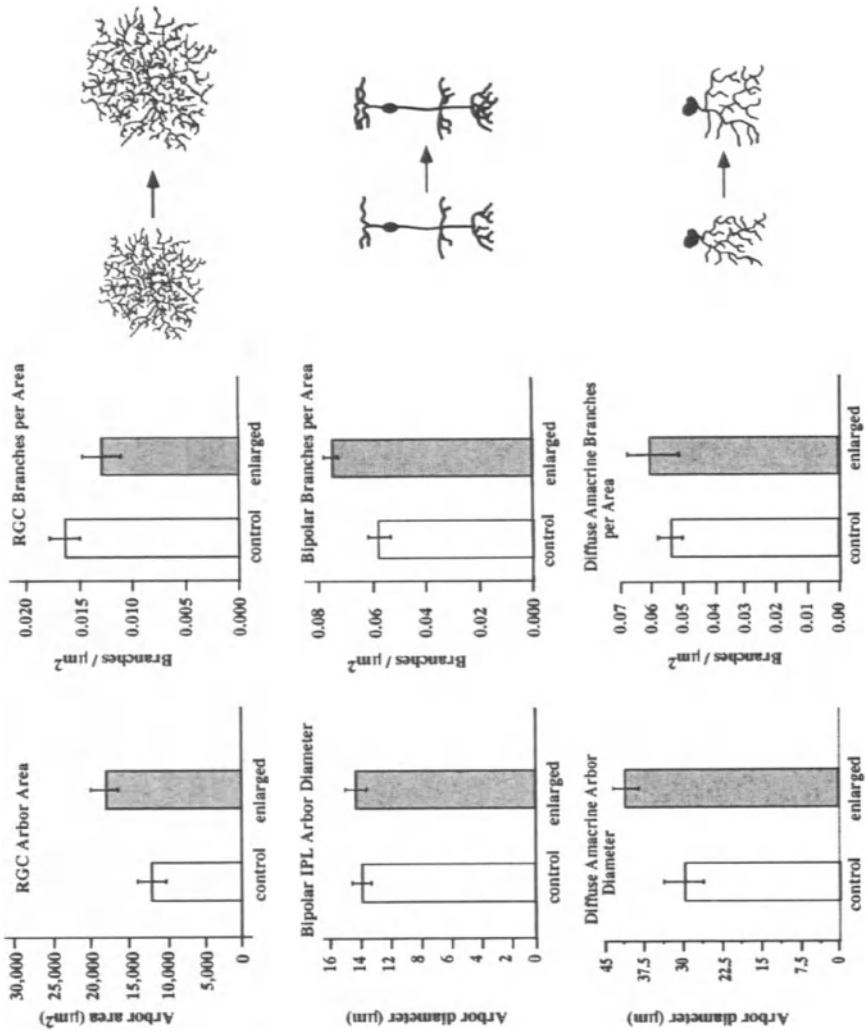 RGC Arbor Area
Arbor area (µm²)
30,000
25,000
20,000
15,000
10,000
5,000
0
control enlarged
RGC Branches per Area
Branches / µm²
0.020
0.015
0.010
0.005
0.000
control enlarged
Bipolar IPL Arbor Diameter
Arbor diameter (µm)
16
14
12
8
4
2
0
control enlarged
Bipolar Branches per Area
Branches / µm²
0.08
0.06
0.04
0.02
0.000
control enlarged
Diffuse Amacrine Arbor
Diameter
Arbor diameter (µm)
45
37.5
30
22.5
15
7.5
0
control enlarged
Diffuse Amacrine Branches
per Area
Branches / µm²
0.07
0.06
0.05
0.04
0.03
0.02
0.01
0.00
control enlarged